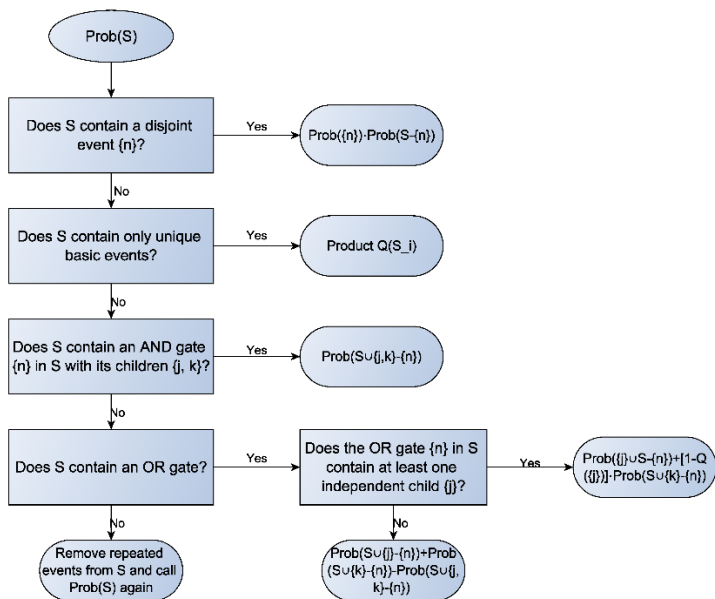 Prob(S)
Does S contain a disjoint
event {n}?
Yes
Prob({n})·Prob(S-{n})
No
Does S contain only unique
basic events?
Yes
Product Q(S_i)
No
Does S contain an AND gate
{n} in S with its children {j, k}?
Yes
Prob(S∪{j,k}-{n})
No
Does S contain an OR gate?
Yes
Does the OR gate {n} in S
contain at least one
independent child {j}?
Yes
Prob({j}∪S-{n})+[1-Q
({j})]·Prob(S∪{k}-{n})
No
Remove repeated
events from S and call
Prob(S) again
No
Prob(S∪{j}-{n})+Prob
(S∪{k}-{n})-Prob(S∪{j,
k}-{n})